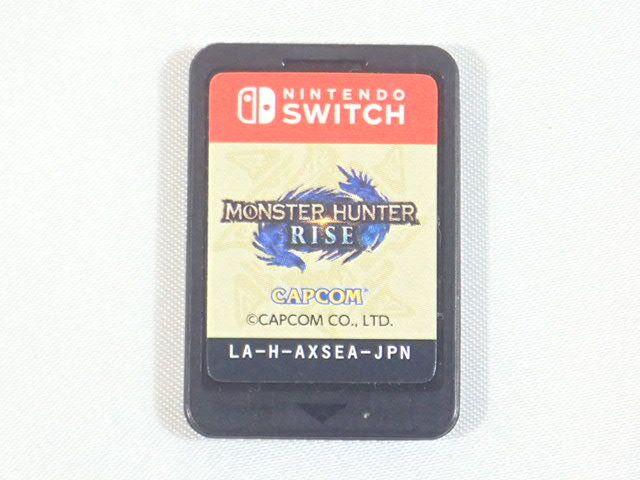 NINTENDO
SWITCH
MONSTER HUNTER
RISE
CAPCOM
©CAPCOM CO., LTD.
LA-H-AXSEA-JPN